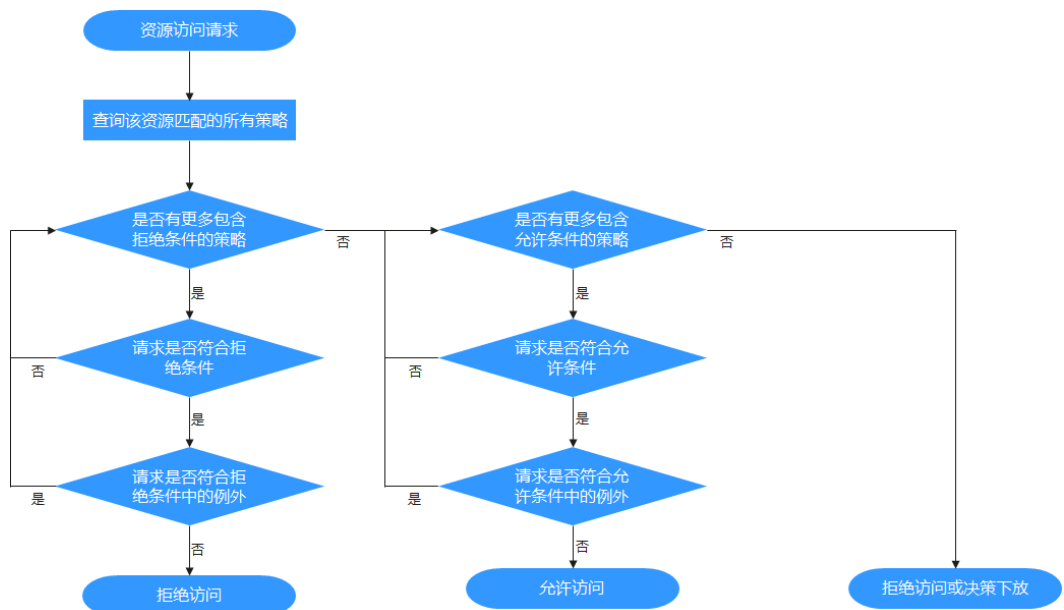 资源访问请求
查询该资源匹配的所有策略
是否有更多包含
拒绝条件的策略
否
是否有更多包含
允许条件的策略
否
是
是
请求是否符合拒
绝条件
否
请求是否符合允
许条件
否
是
是
请求是否符合拒
绝条件中的例外
是
请求是否符合允
许条件中的例外
是
否
否
拒绝访问
允许访问
拒绝访问或决策下放